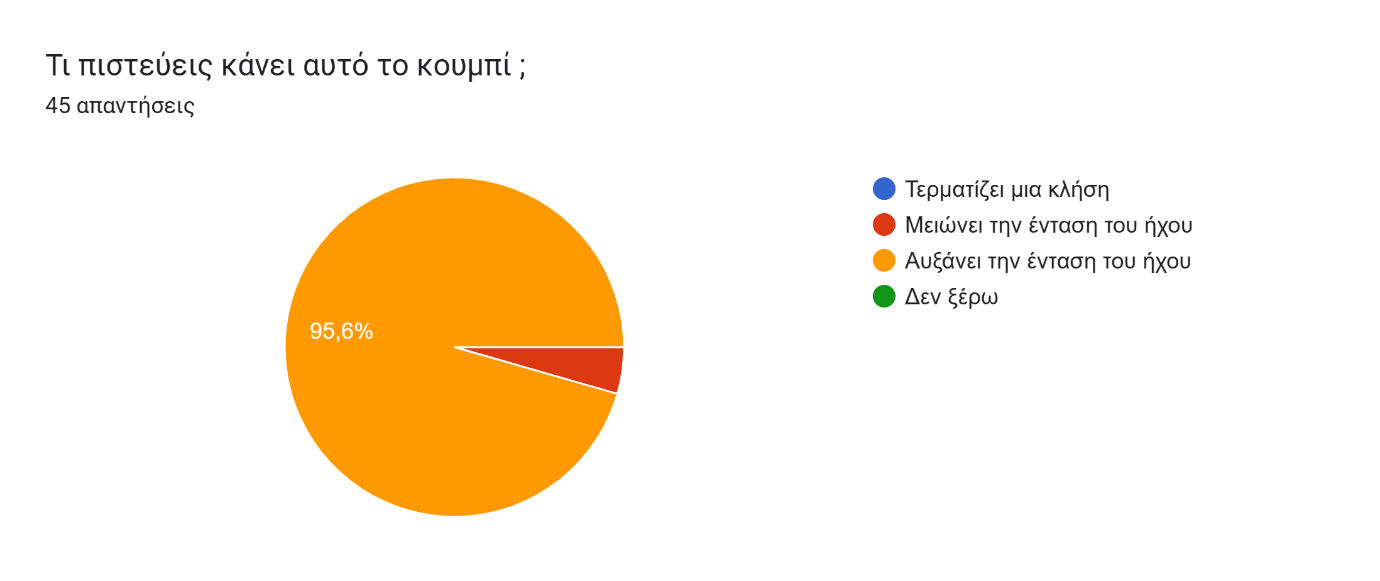 Τι πιστεύεις κάνει αυτό το κουμπί ;
45 απαντήσεις
Τερματίζει μια κλήση
Μειώνει την ένταση του ήχου
Αυξάνει την ένταση του ήχου
Δεν ξέρω
95,6%